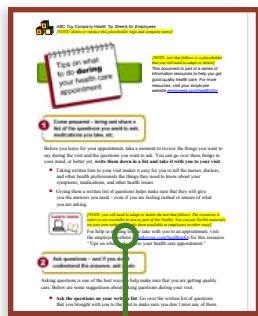 ABC Toy Company Health Tip Sheets for Employees
[NOTE: delete or replace this placeholder logo and company name]
Tips on what
to do during
your health care
appointment
[NOTE: text that follows is a placeholder
that you will need to adapt or delete]
This document is part of a series of
information resources to help you get
good quality health care. For more
resources, visit your employee
website
1 Come prepared – bring and share a
list of the questions you want to ask,
medications you take, etc.
Before you leave for your appointment, take a moment to review the things you want to
say during the visit and the questions you want to ask. You can go over these things in
your mind, or better yet, write them down in a list and take it with you to your visit
• Taking written lists to your visit makes it easy for you to tell the nurses, doctors,
and other health professionals the things they need to know about your
symptoms, medications, and other health issues.
• Giving them a written list of questions helps make sure that they will give
you the answers you need – even if you are feeling rushed or unsure of what
you are asking.
[NOTE: you will need to adapt or delete the text that follows. The resources it
refers to are available to you as part of the Toolkit. You can put Toolkit materials
on your own website to make them available to employees in other ways]
For help in making to take with you to an appointment, visit
the employee website for this resource:
"Tips on what your health care appointment."
2 Ask questions – and if you don't
understand the answers, ask again
Asking questions is one of the best ways to help make sure that you are getting quality
care. Below are some suggestions about asking questions during your visit:
• Ask the questions on your written list. Go over the written list of questions
that you brought with you to the visit to make sure you don't miss any of them.